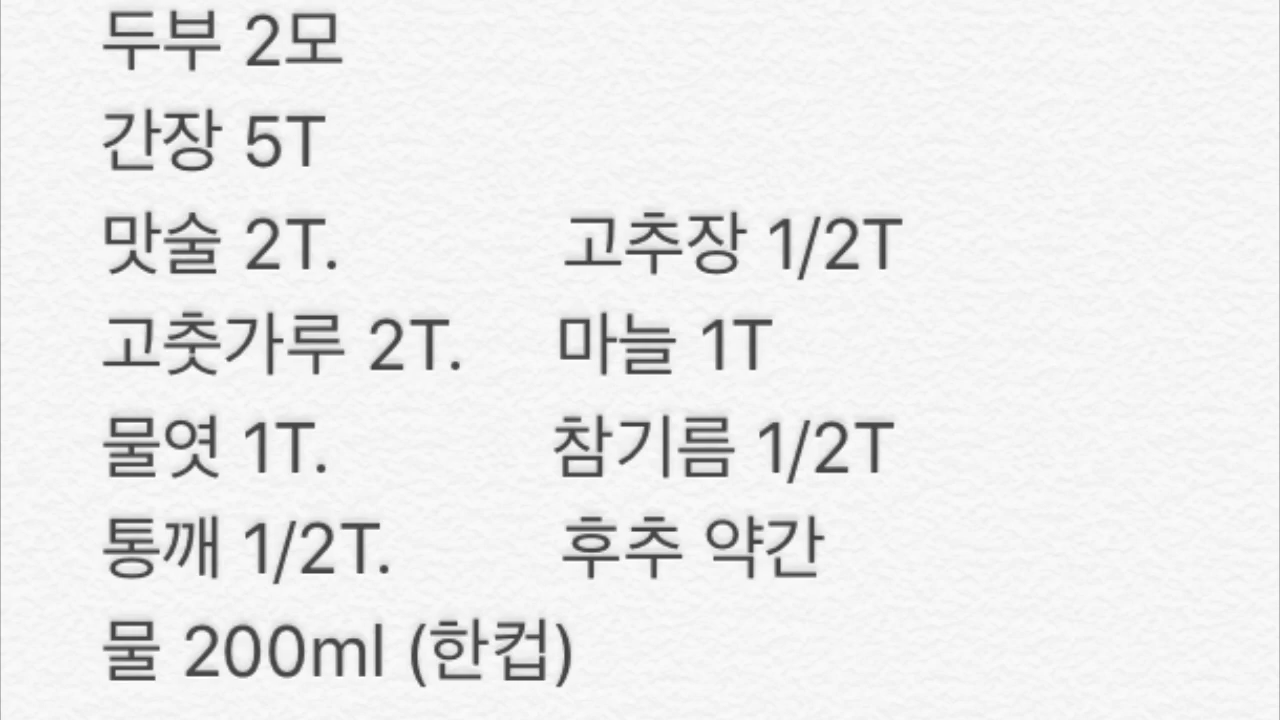 두부 2모
간장 5T
맛술 2T. 고추장 1/2T
고춧가루 2T. 마늘 1T
물엿 1T. 참기름 1/2T
통깨 1/2T. 후추 약간
물 200ml (한컵)